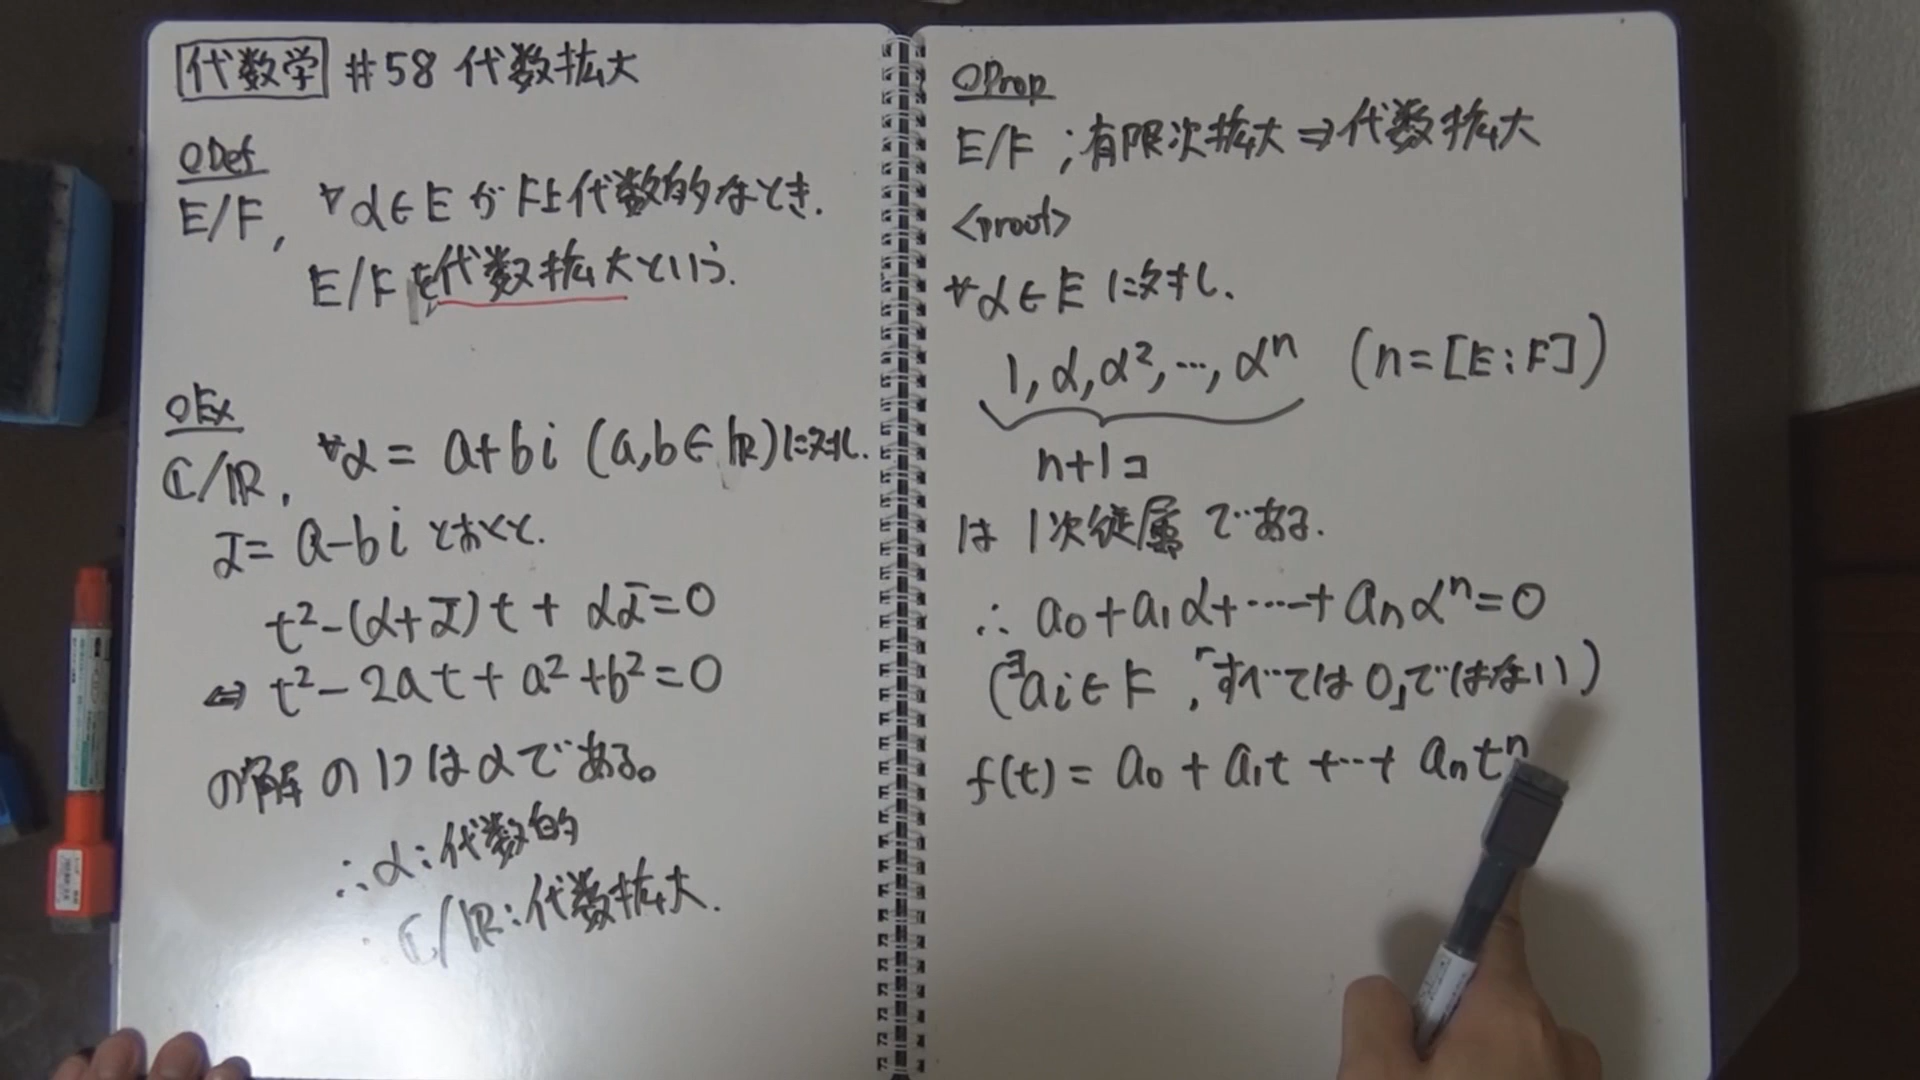 代数学 #58 代数拡大
○Def
E/F, ∀α∈E が F上代数的なとき.
E/F を代数拡大という.
○Ex
ℂ/ℝ, ∀α = a+bi (a,b∈ℝ)に対し.
ᾱ= a-bi とおくと.
t²-(α+ᾱ)t + αᾱ=0
⇔ t²-2at+a²+b²=0
の解の1つはαである。
∴α:代数的
∴ℂ/ℝ:代数拡大.
○Prop
E/F ; 有限次拡大⇒代数拡大
<proof>
∀α∈E に対し.
1, α, α², …, αⁿ (n=[E:F])
n+1コ
は1次従属である.
∴ a₀+a₁α+……+aₙαⁿ=0
(∃aᵢ∈F, 「すべては0」ではない)
f(t) = a₀ + a₁t +…+ aₙtⁿ